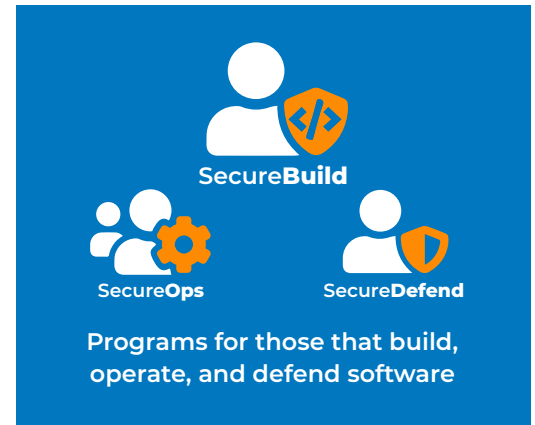 SecureBuild
SecureOps
SecureDefend
Programs for those that build,
operate, and defend software